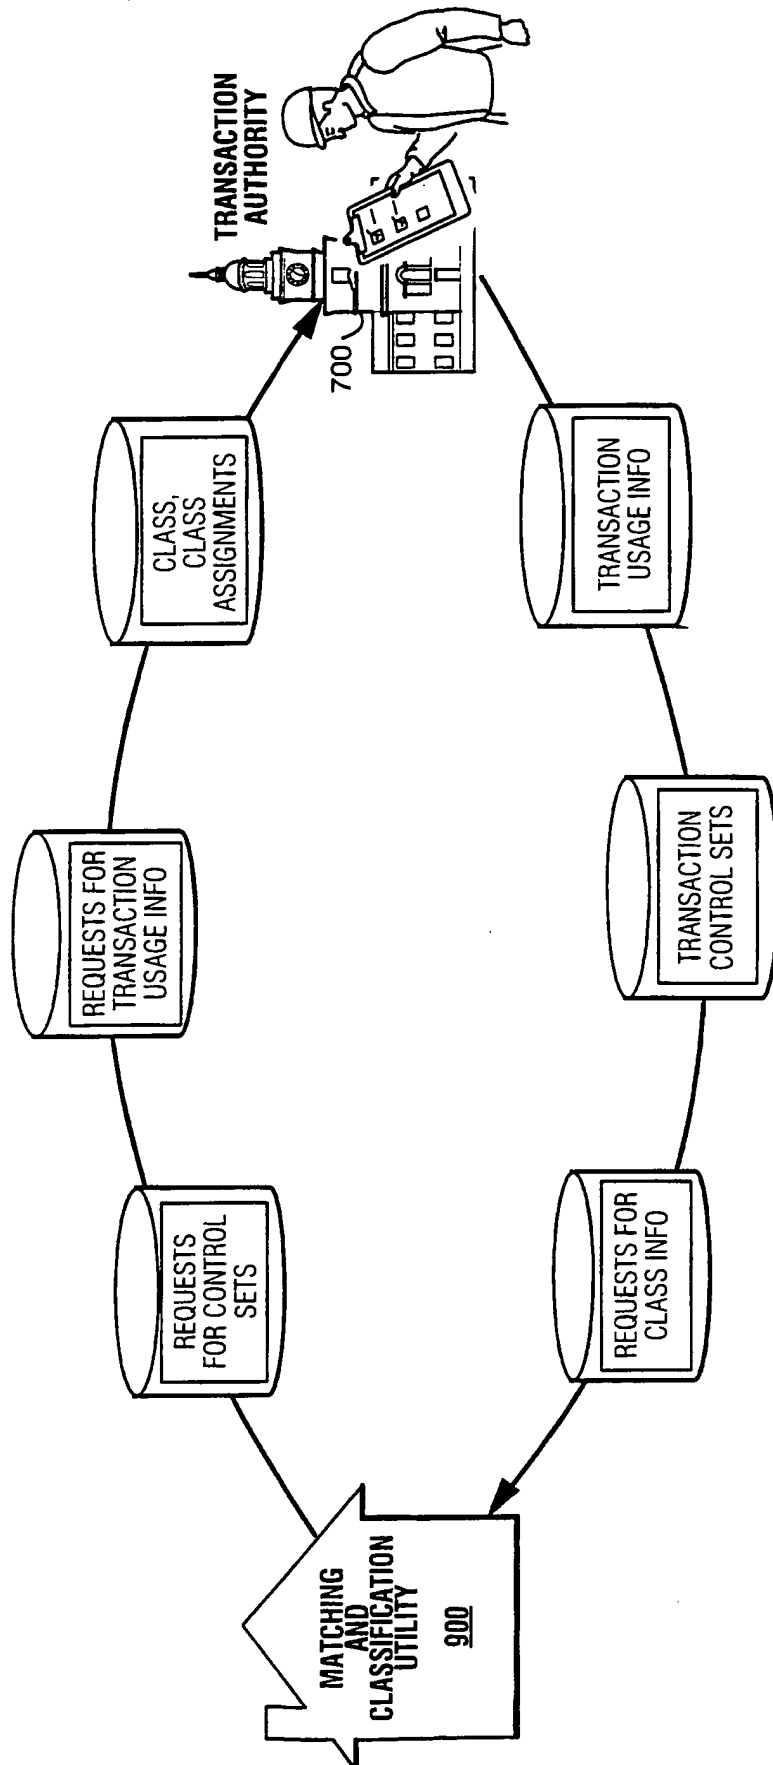 TRANSACTION
AUTHORITY
700
CLASS,
CLASS
ASSIGNMENTS
REQUESTS FOR
TRANSACTION
USAGE INFO
REQUESTS
FOR CONTROL
SETS
MATCHING
AND
CLASSIFICATION
UTILITY
900
REQUESTS FOR
CLASS INFO
TRANSACTION
CONTROL SETS
TRANSACTION
USAGE INFO